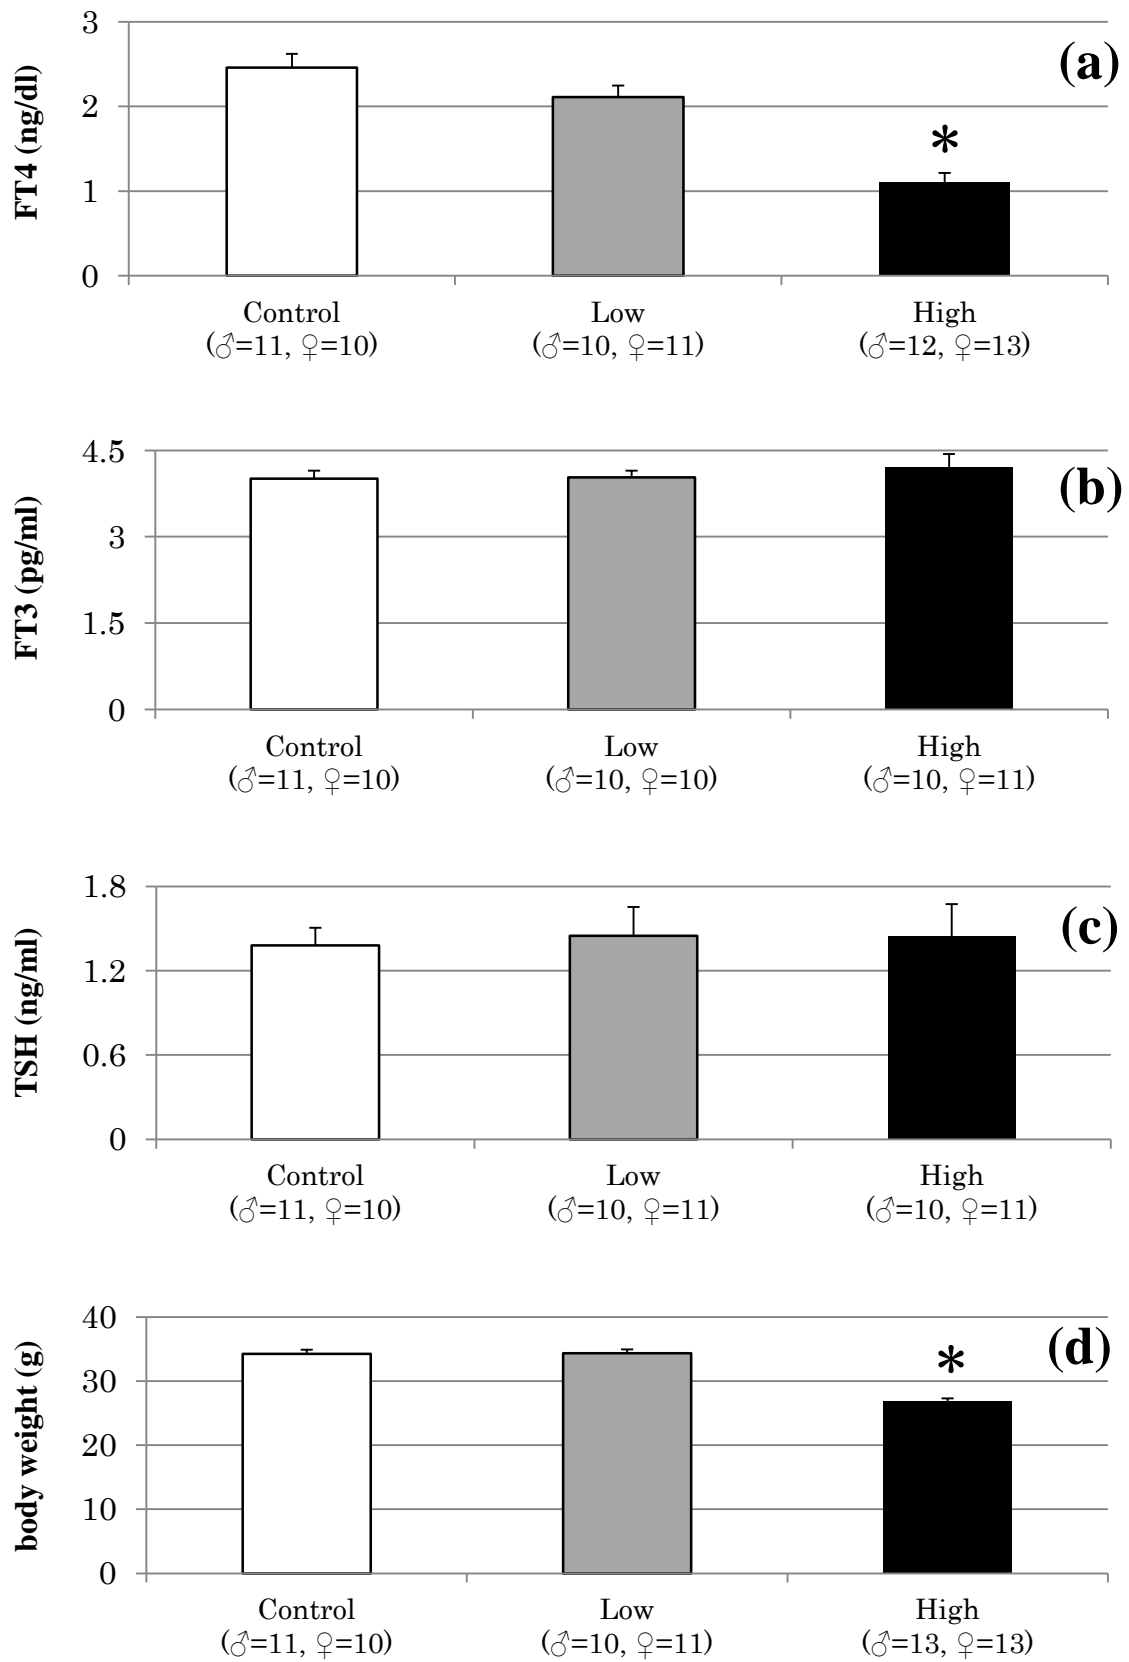 3
2
1
0
FT4 (ng/dl)
(a)
*
Control
(♂=11, ♀=10)
Low
(♂=10, ♀=11)
High
(♂=12, ♀=13)
4.5
3
1.5
0
FT3 (pg/ml)
(b)
Control
(♂=11, ♀=10)
Low
(♂=10, ♀=10)
High
(♂=10, ♀=11)
1.8
1.2
0.6
0
TSH (ng/ml)
(c)
Control
(♂=11, ♀=10)
Low
(♂=10, ♀=11)
High
(♂=10, ♀=11)
40
30
20
10
0
body weight (g)
(d)
*
Control
(♂=11, ♀=10)
Low
(♂=10, ♀=11)
High
(♂=13, ♀=13)